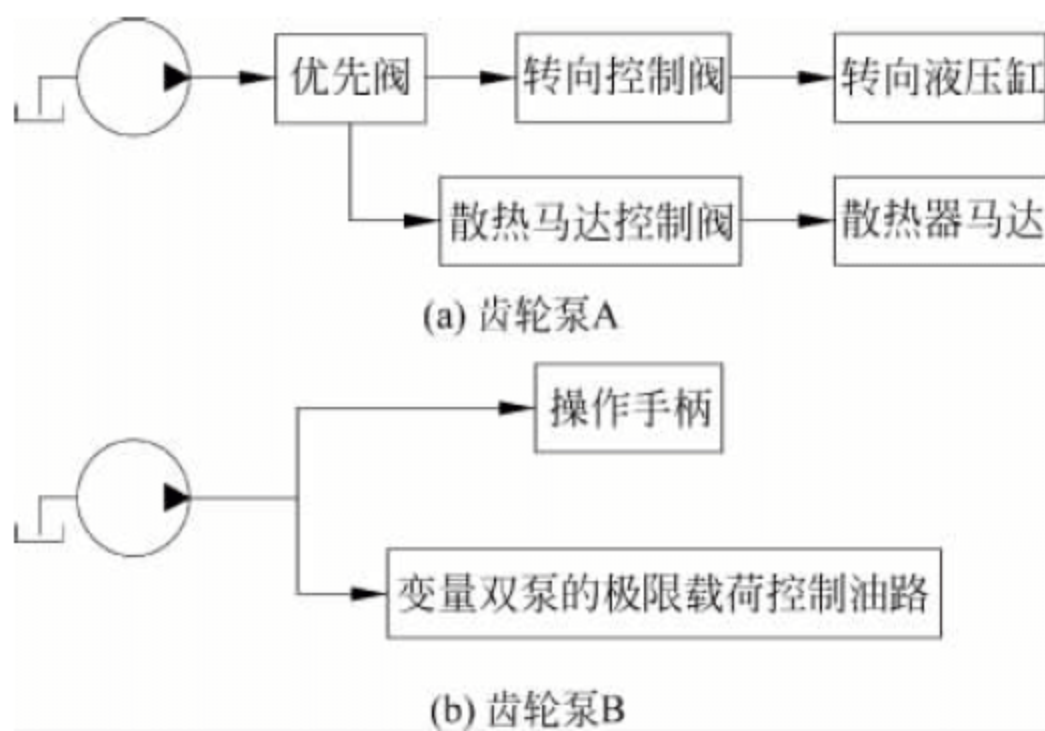 优先阀 转向控制阀 转向液压缸
散热马达控制阀 散热器马达
(a) 齿轮泵A
操作手柄
变量双泵的极限载荷控制油路
(b) 齿轮泵B